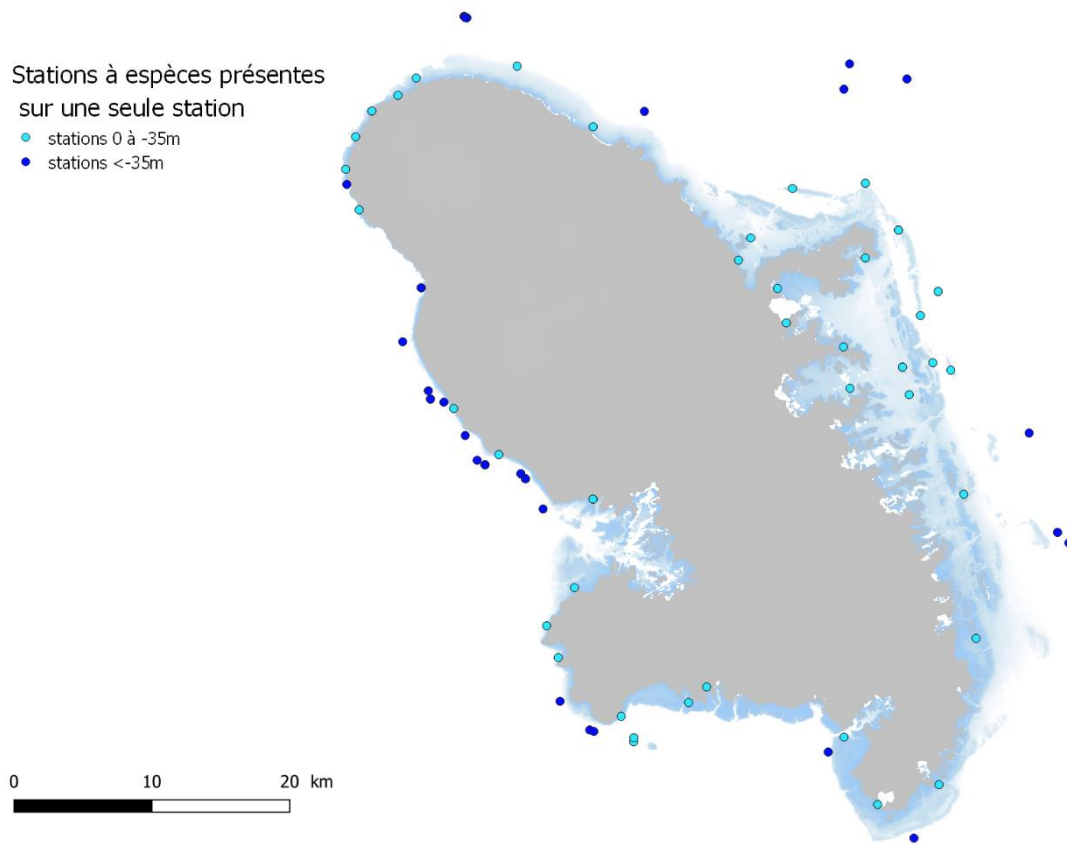 Stations à espèces présentes
sur une seule station
stations 0 à -35m
stations <-35m
0 10 20 km